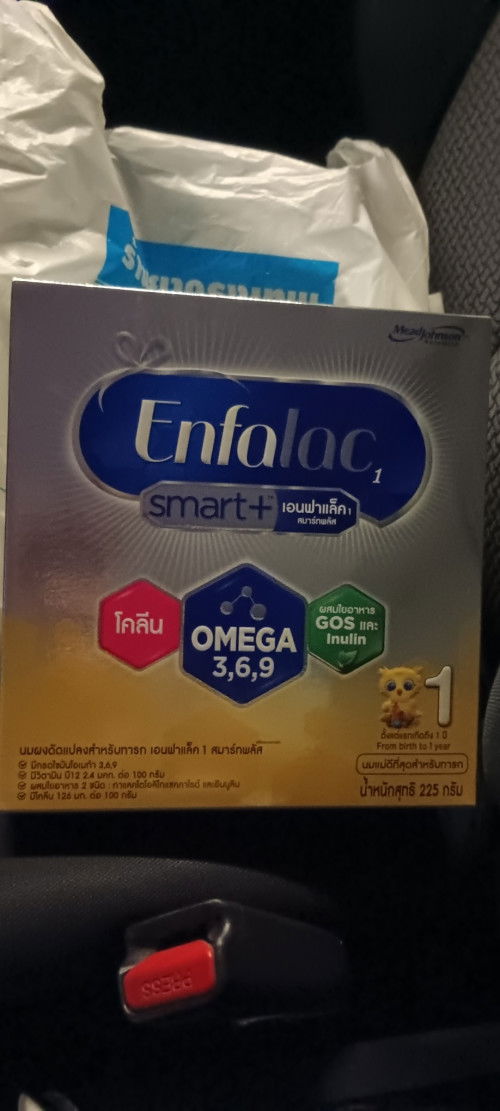 MeadJohnson
Enfalac 1
smart+ เอนฟาแล็ค 1
สมาร์ทพลัส
โคลีน
OMEGA
3,6,9
ผสมใยอาหาร
GOS และ
Inulin
1
ตั้งแต่แรกเกิดถึง 1 ปี
From birth to 1 year
นมแม่ดีที่สุดสำหรับทารก
นมผงดัดแปลงสำหรับทารก เอนฟาแล็ค 1 สมาร์ทพลัส
มีกรดไขมันโอเมก้า 3,6,9
มีวิตามิน บี12 2.4 มคก. ต่อ 100 กรัม
ผสมใยอาหาร 2 ชนิด : กาแลคโตโอลิโกแซคคาไรด์ และอินนูลิน
มีโคลีน 126 มก. ต่อ 100 กรัม
น้ำหนักสุทธิ 225 กรัม
PRESS